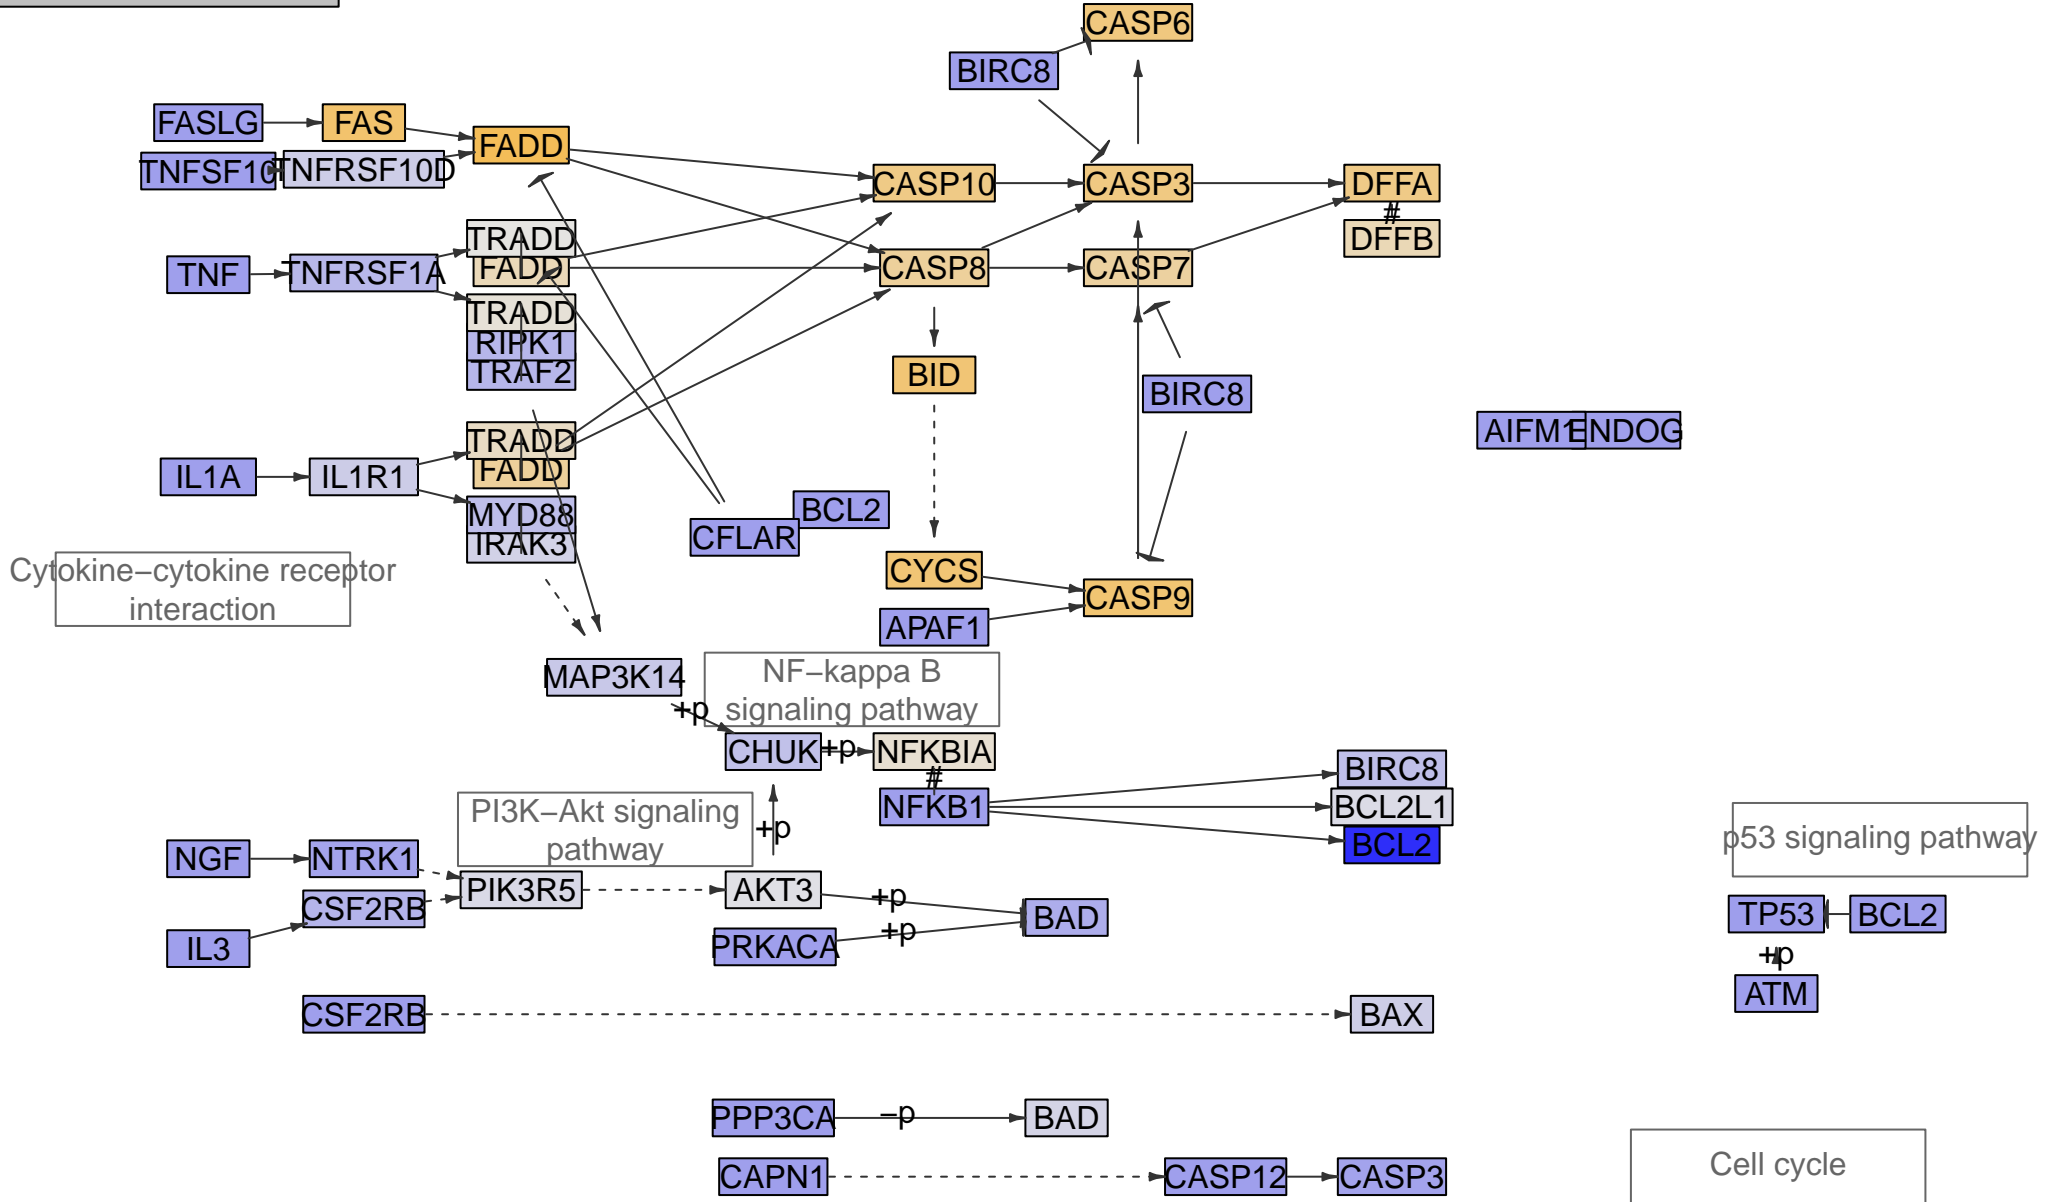 CASP6
BIRC8
FASLG
FAS
FADD
TNFSF10
TNFRSF10D
CASP10
CASP3
DFFA
#
DFFB
TRADD
FADD
TNF
TNFRSF1A
CASP8
CASP7
TRADD
RIPK1
TRAF2
BID
BIRC8
AIFM1
ENDOG
TRADD
FADD
IL1A
IL1R1
MYD88
IRAK3
BCL2
CFLAR
CYCS
CASP9
APAF1
Cytokine–cytokine receptor
interaction
MAP3K14
NF–kappa B
signaling pathway
+p
CHUK
+p
NFKBIA
#
NFKB1
BIRC8
BCL2L1
BCL2
PI3K–Akt signaling
pathway
+p
p53 signaling pathway
NGF
NTRK1
PIK3R5
AKT3
+p
CSF2RB
IL3
PRKACA
+p
BAD
TP53
BCL2
+p
ATM
CSF2RB
BAX
PPP3CA
–p
BAD
CAPN1
CASP12
CASP3
Cell cycle